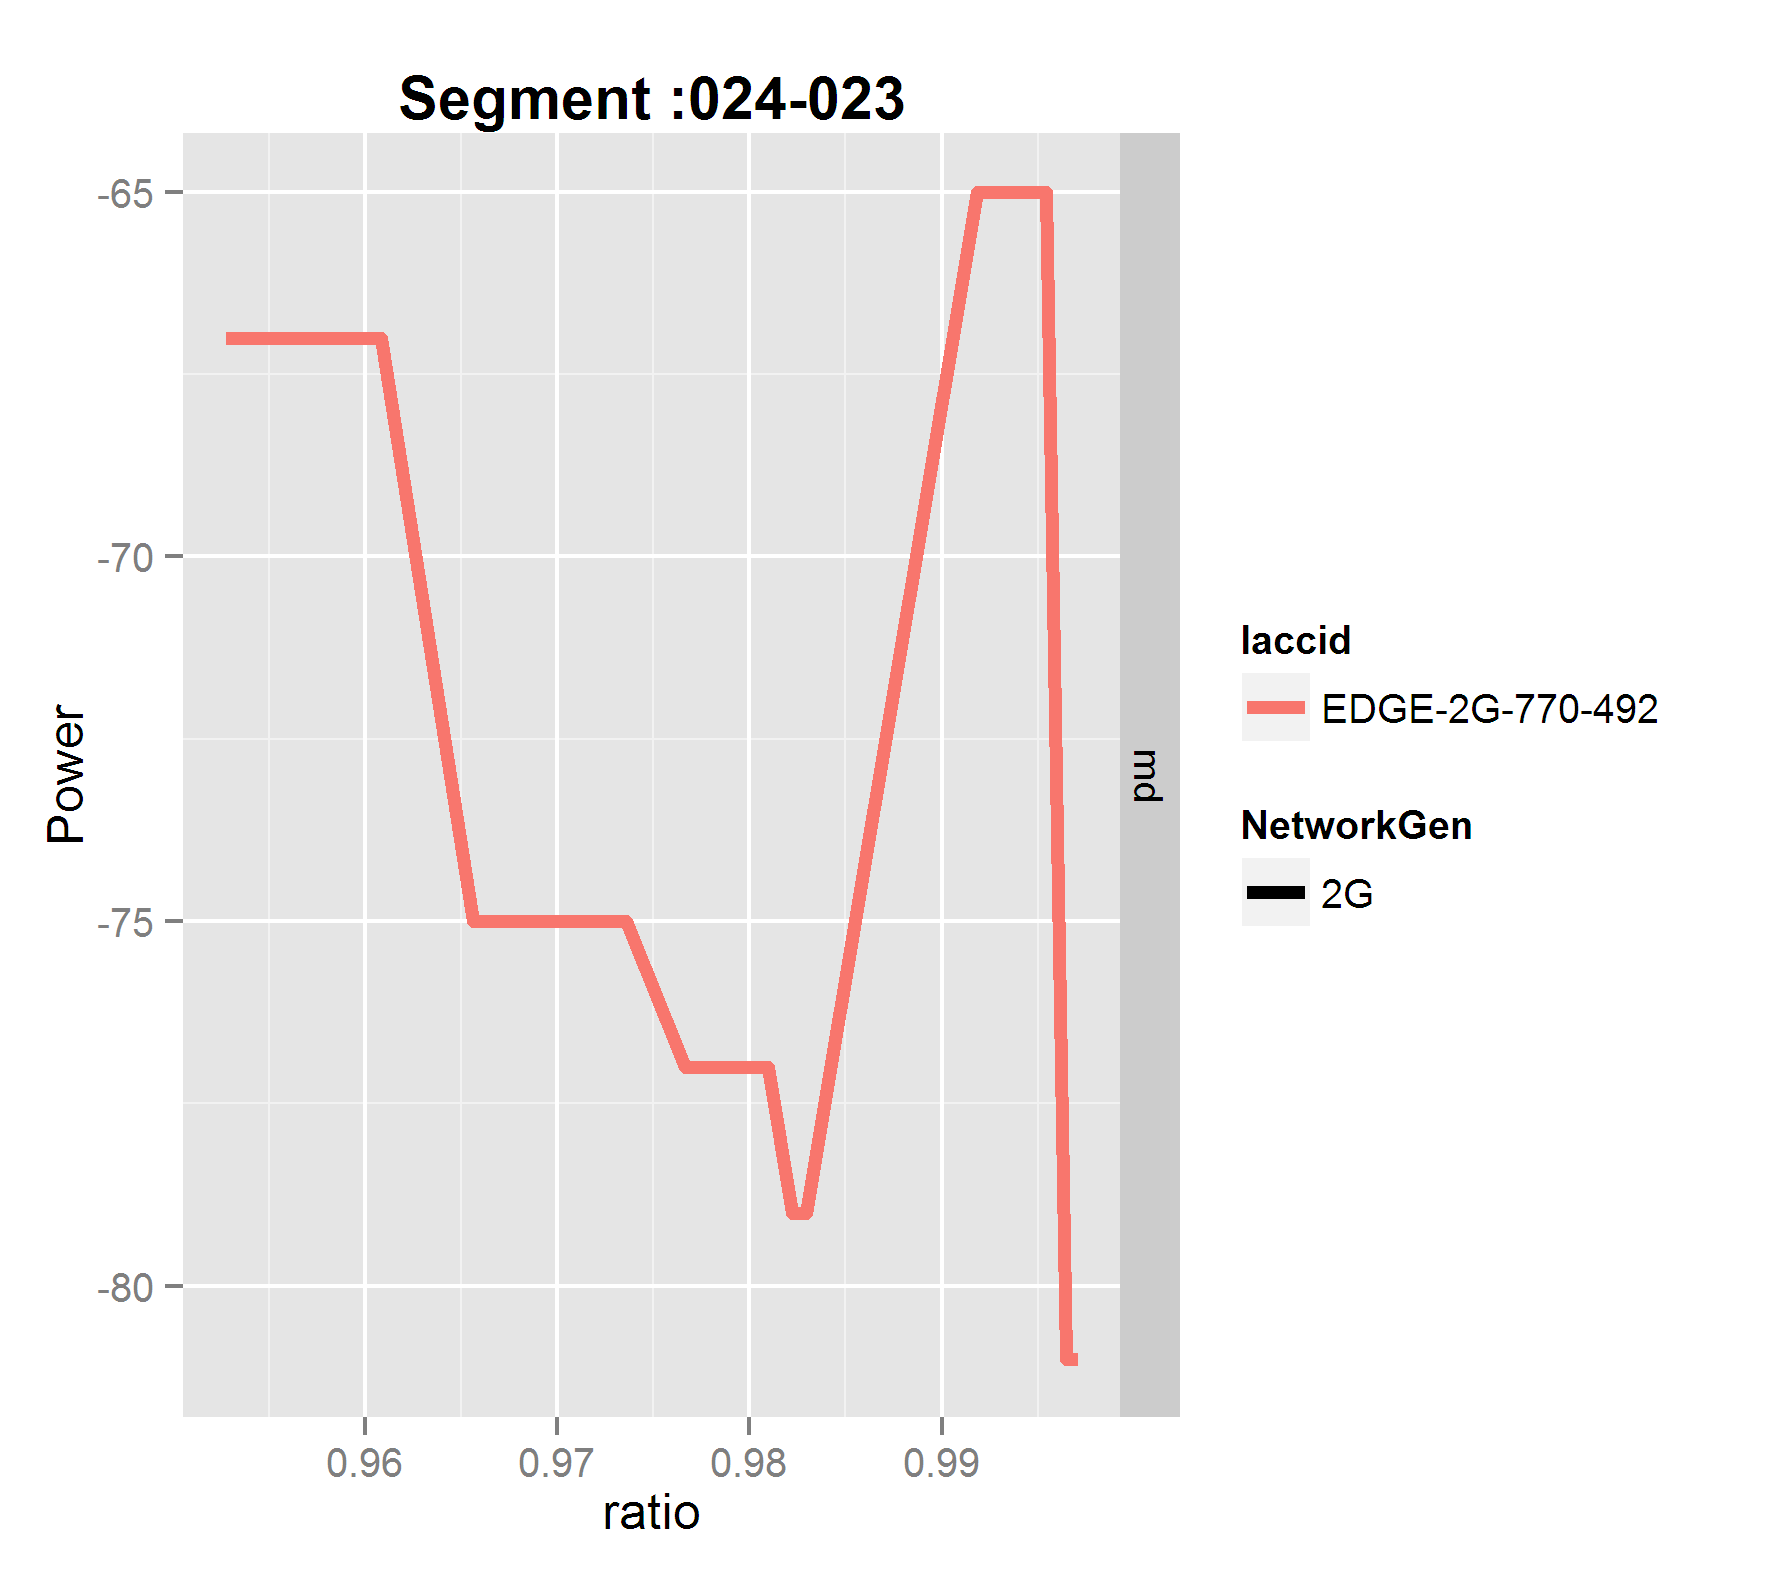 Segment :024-023
-65
-70
-75
-80
Power
0.96 0.97 0.98 0.99
ratio
md
laccid
EDGE-2G-770-492
NetworkGen
2G